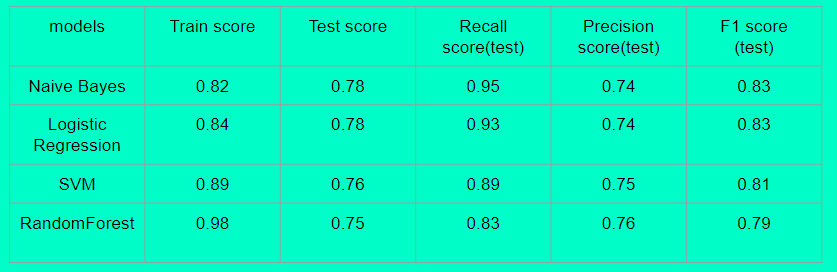 models Train score Test score Recall score(test) Precision score(test) F1 score (test)
Naive Bayes 0.82 0.78 0.95 0.74 0.83
Logistic Regression 0.84 0.78 0.93 0.74 0.83
SVM 0.89 0.76 0.89 0.75 0.81
RandomForest 0.98 0.75 0.83 0.76 0.79